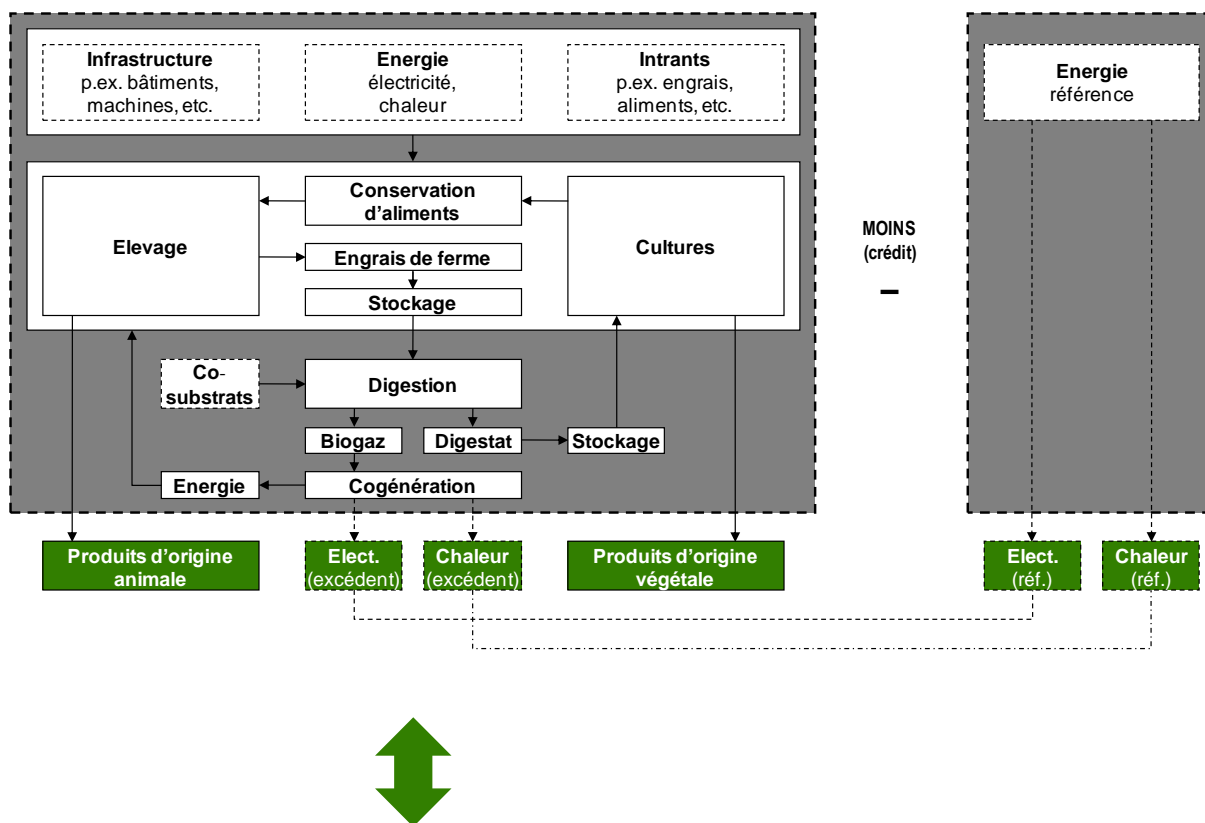 Infrastructure
p.ex. bâtiments,
machines, etc.
Energie
électricité,
chaleur
Intrants
p.ex. engrais,
aliments, etc.
Energie
référence
Elevage
Conservation
d'aliments
Engrais de ferme
Stockage
Cultures
MOINS
(crédit)
–
Co-
substrats
Digestion
Biogaz
Digestat
Stockage
Energie
Cogénération
Produits d'origine
animale
Elect.
(excédent)
Chaleur
(excédent)
Produits d'origine
végétale
Elect.
(réf.)
Chaleur
(réf.)